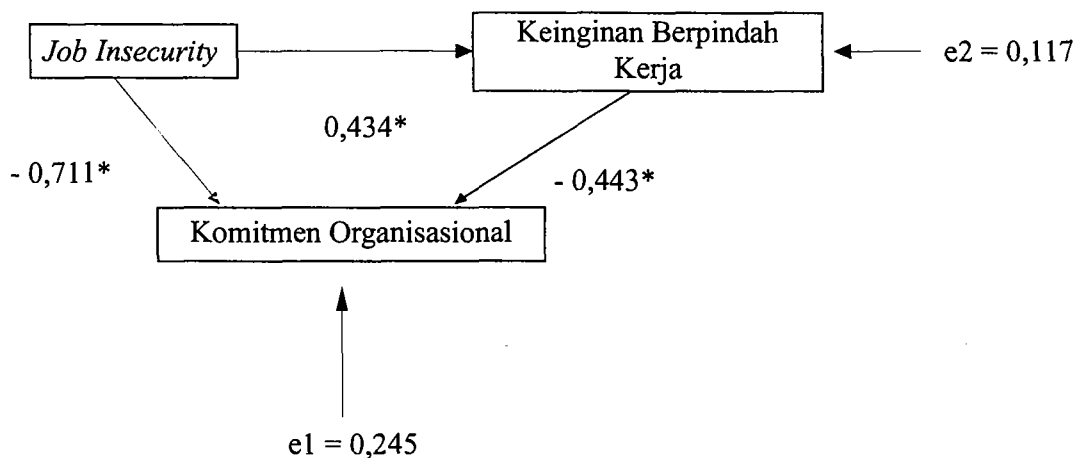 Job Insecurity
Keinginan Berpindah
Kerja
e2 = 0,117
0,434*
- 0,711*
- 0,443*
Komitmen Organisasional
e1 = 0,245